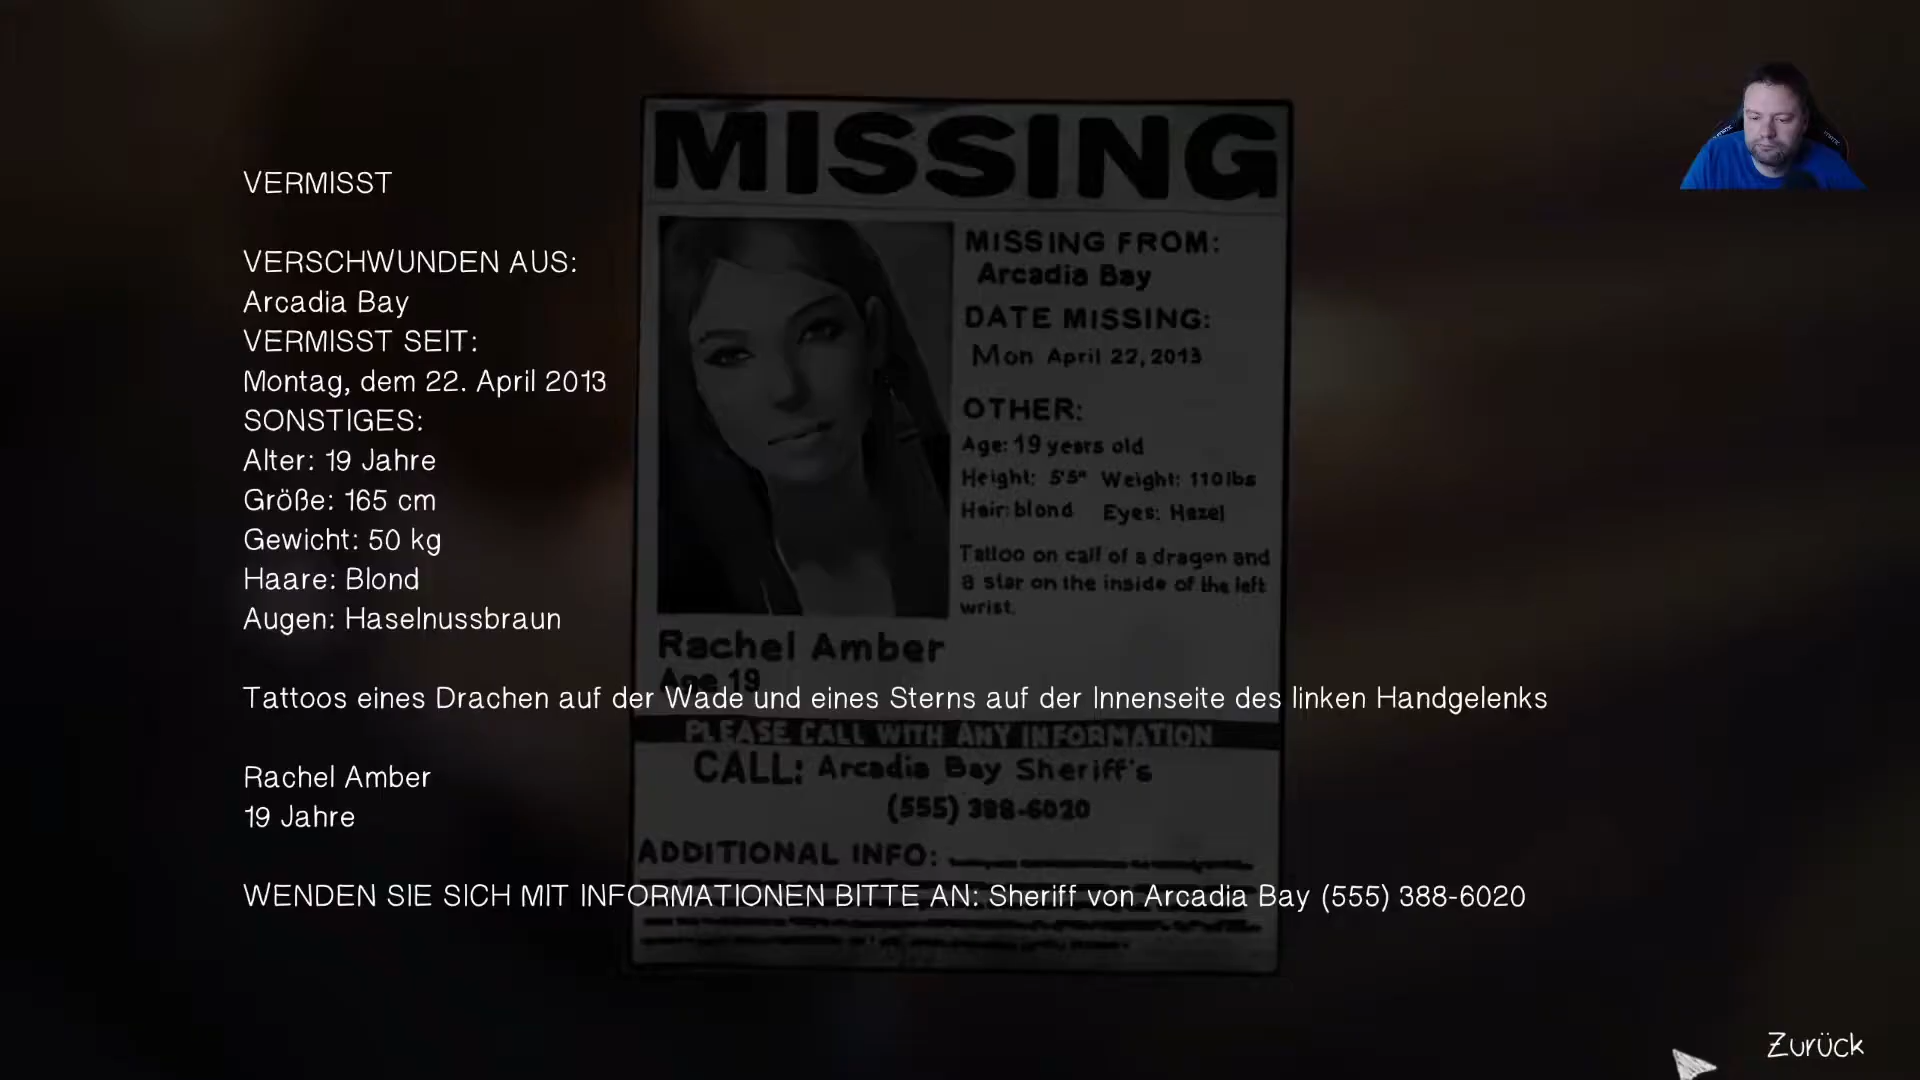 VERMISST
VERSCHWUNDEN AUS:
Arcadia Bay
VERMISST SEIT:
Montag, dem 22. April 2013
SONSTIGES:
Alter: 19 Jahre
Größe: 165 cm
Gewicht: 50 kg
Haare: Blond
Augen: Haselnussbraun
Tattoos eines Drachen auf der Wade und eines Sterns auf der Innenseite des linken Handgelenks
Rachel Amber
19 Jahre
WENDEN SIE SICH MIT INFORMATIONEN BITTE AN: Sheriff von Arcadia Bay (555) 388-6020
MISSING
MISSING FROM:
Arcadia Bay
DATE MISSING:
Mon April 22, 2013
OTHER:
Age: 19 years old
Height: 5'5" Weight: 110lbs
Hair: blond Eyes: Hazel
Tattoo on calf of a dragon and
a star on the inside of the left
wrist.
Rachel Amber
Age 19
PLEASE CALL WITH ANY INFORMATION
CALL: Arcadia Bay Sheriff's
(555) 388-6020
ADDITIONAL INFO:
Zurück